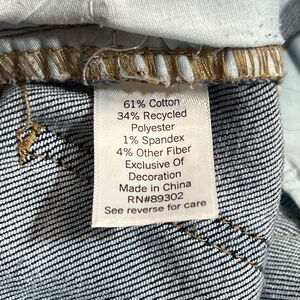 61% Cotton
34% Recycled
Polyester
1% Spandex
4% Other Fiber
Exclusive Of
Decoration
Made in China
RN#89302
See reverse for care